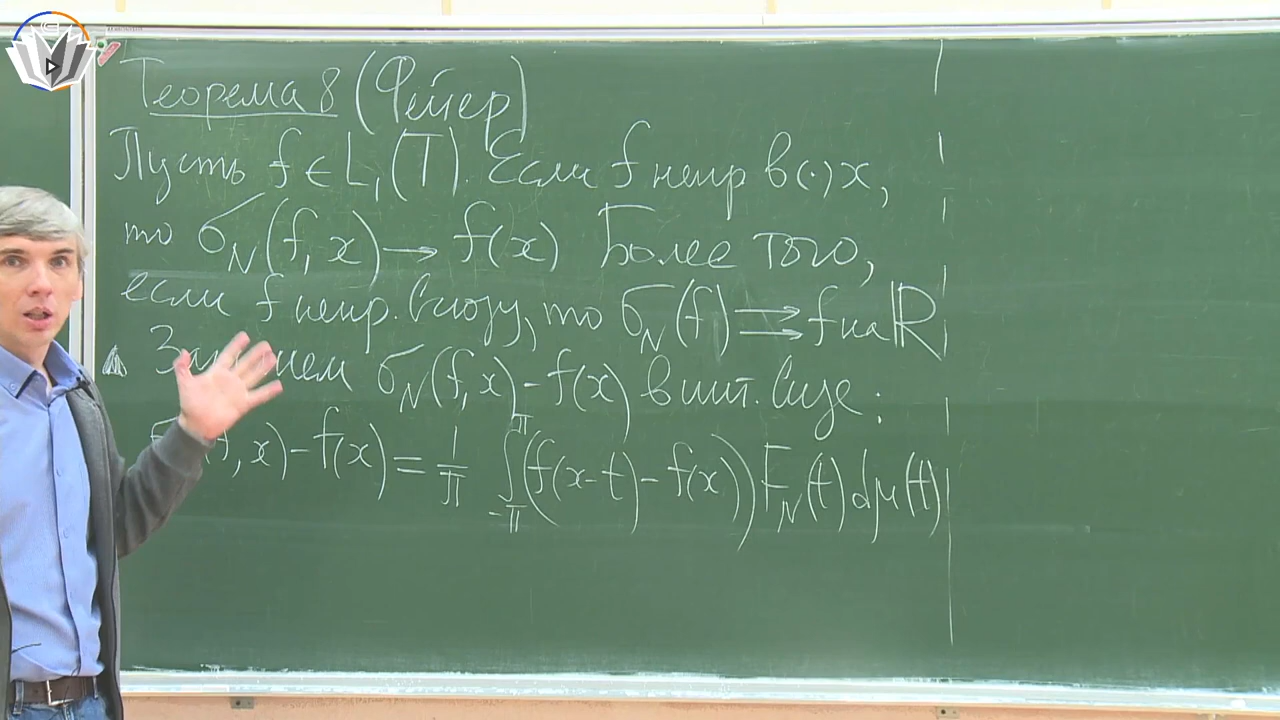 Теорема 8 (Фейер)
Пусть f ∈ L₁(T). Если f непр в (·) x,
то σ_N(f, x) → f(x) Более того,
если f непр. всюду, то σ_N(f) ⇉ f на ℝ
σ_N(f, x) - f(x) в инт. виде:
, x) - f(x) = 1/π ∫_{-π}^{π} (f(x-t) - f(x)) F_N(t) dμ(t)